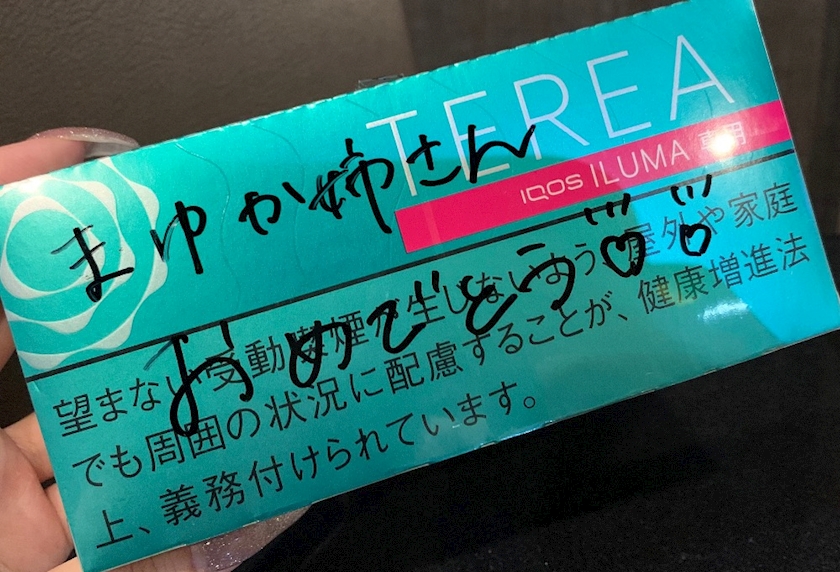 TEREA
IQOS ILUMA 専用
まゆか姉さん
おめでとう♡♡
望まない受動喫煙が生じないよう、屋外や家庭
でも周囲の状況に配慮することが、健康増進法
上、義務付けられています。